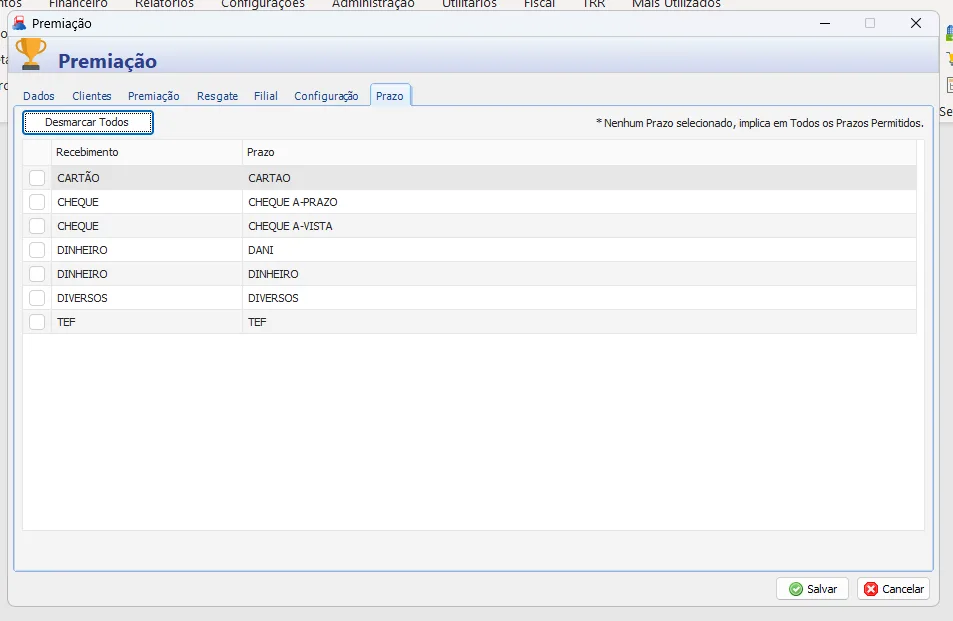 ntos Financeiro Relatórios Configurações Administração Utilitários Fiscal TRR Mais Utilizados
Premiação
Premiação
Dados Clientes Premiação Resgate Filial Configuração Prazo
Desmarcar Todos * Nenhum Prazo selecionado, implica em Todos os Prazos Permitidos.
Recebimento Prazo
CARTÃO CARTAO
CHEQUE CHEQUE A-PRAZO
CHEQUE CHEQUE A-VISTA
DINHEIRO DANI
DINHEIRO DINHEIRO
DIVERSOS DIVERSOS
TEF TEF
Salvar Cancelar